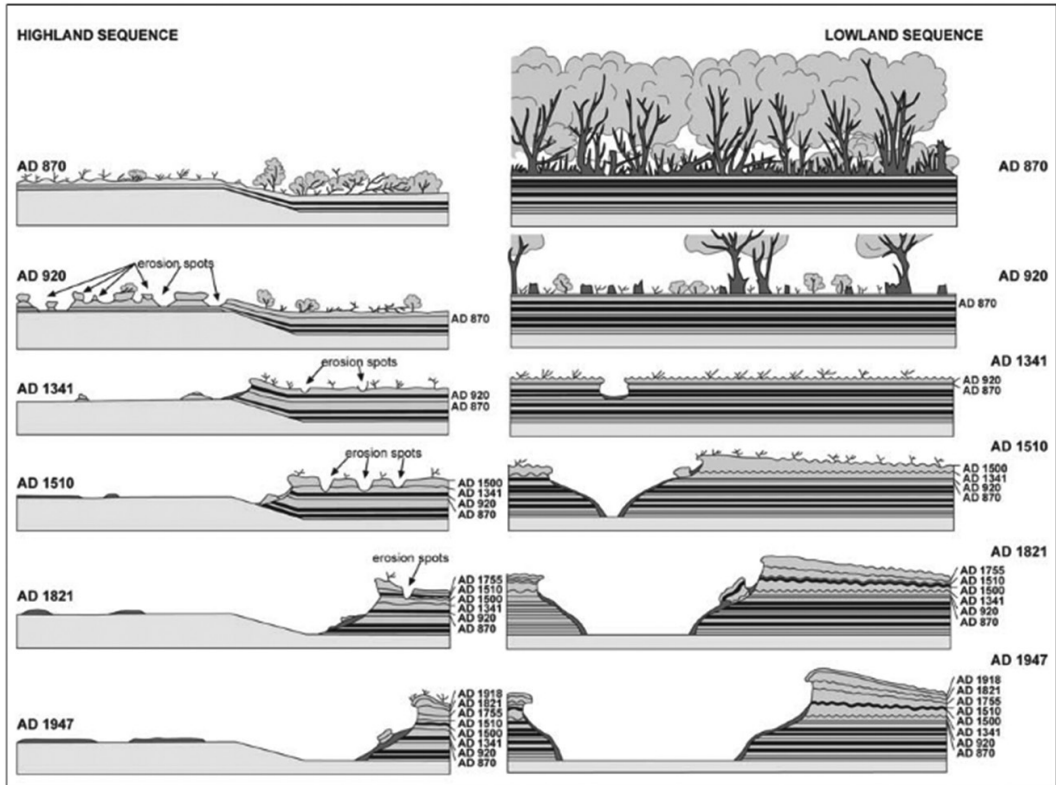 HIGHLAND SEQUENCE
LOWLAND SEQUENCE
AD 870
AD 870
AD 920
erosion spots
AD 870
AD 920
AD 870
AD 1341
erosion spots
AD 920
AD 870
AD 1341
AD 920
AD 870
AD 1510
erosion spots
AD 1500
AD 1341
AD 920
AD 870
AD 1510
AD 1500
AD 1341
AD 920
AD 870
AD 1821
erosion spots
AD 1755
AD 1510
AD 1500
AD 1341
AD 920
AD 870
AD 1821
AD 1755
AD 1510
AD 1500
AD 1341
AD 920
AD 870
AD 1947
AD 1918
AD 1821
AD 1755
AD 1510
AD 1500
AD 1341
AD 920
AD 870
AD 1947
AD 1918
AD 1821
AD 1755
AD 1510
AD 1500
AD 1341
AD 920
AD 870